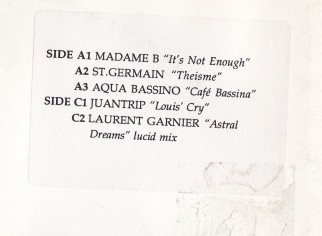 SIDE A1 MADAME B "It's Not Enough"
A2 ST.GERMAIN "Theisme"
A3 AQUA BASSINO "Café Bassina"
SIDE C1 JUANTRIP "Louis' Cry"
C2 LAURENT GARNIER "Astral
Dreams" lucid mix